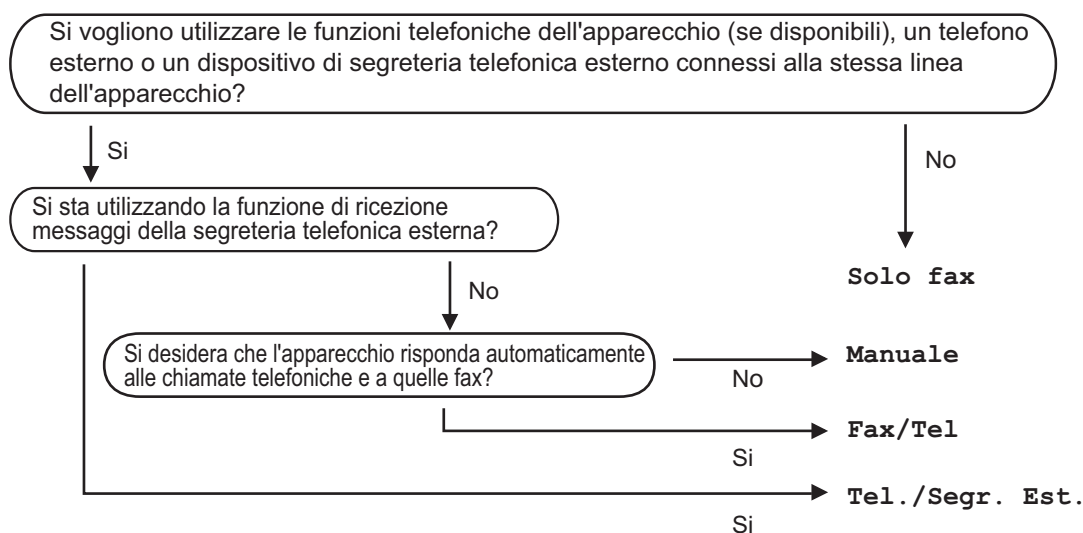 Si vogliono utilizzare le funzioni telefoniche dell'apparecchio (se disponibili), un telefono
esterno o un dispositivo di segreteria telefonica esterno connessi alla stessa linea
dell'apparecchio?
Si
No
Si sta utilizzando la funzione di ricezione
messaggi della segreteria telefonica esterna?
Solo fax
No
Si desidera che l'apparecchio risponda automaticamente
alle chiamate telefoniche e a quelle fax?
Manuale
No
Fax/Tel
Si
Tel./Segr. Est.
Si